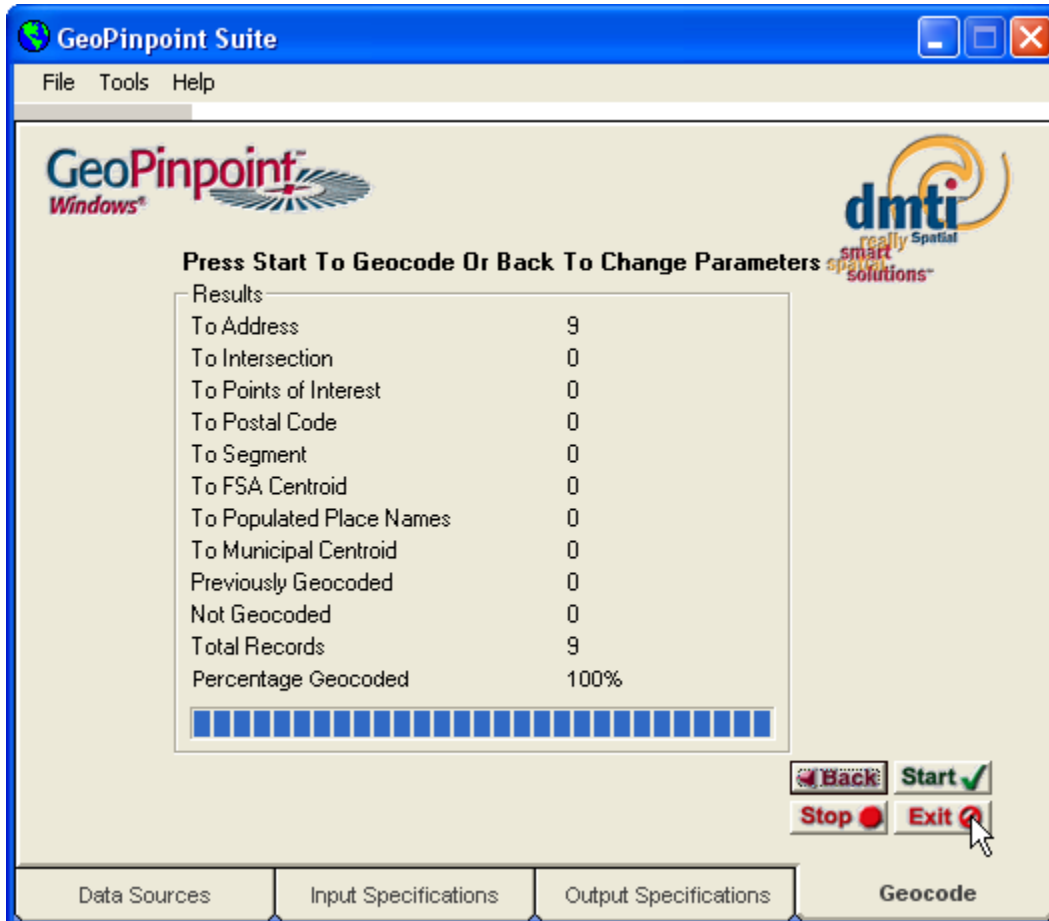 GeoPinpoint Suite
File Tools Help
GeoPinpoint
Windows®
dmti
really Spatial
smart
spatial
solutions™
Press Start To Geocode Or Back To Change Parameters
Results
To Address 9
To Intersection 0
To Points of Interest 0
To Postal Code 0
To Segment 0
To FSA Centroid 0
To Populated Place Names 0
To Municipal Centroid 0
Previously Geocoded 0
Not Geocoded 0
Total Records 9
Percentage Geocoded 100%
Back Start
Stop Exit
Data Sources Input Specifications Output Specifications Geocode